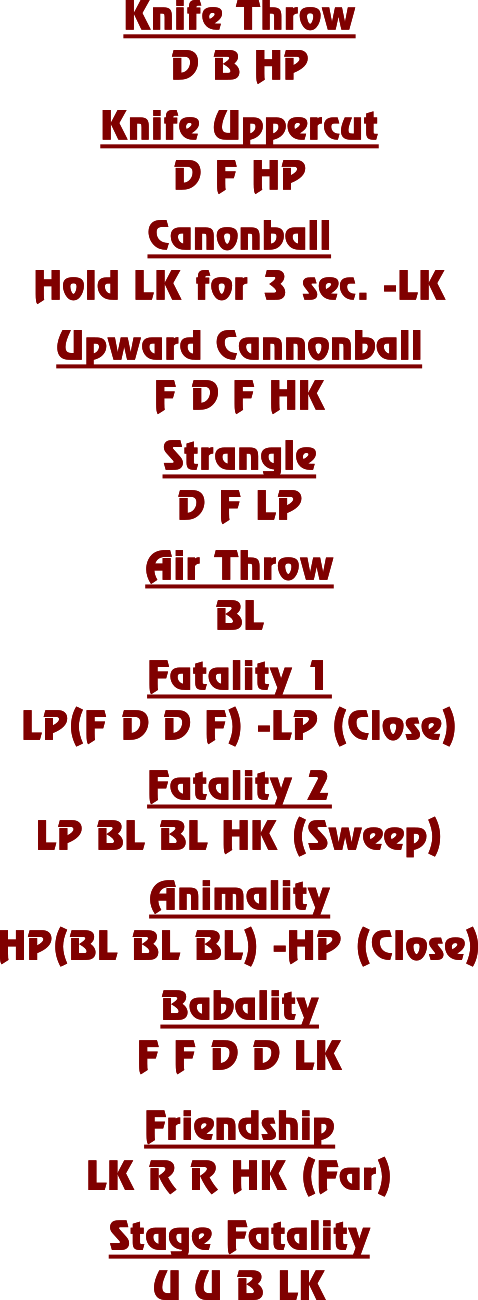 Knife Throw
D B HP
Knife Uppercut
D F HP
Canonball
Hold LK for 3 sec. -LK
Upward Cannonball
F D F HK
Strangle
D F LP
Air Throw
BL
Fatality 1
LP(F D D F) -LP (Close)
Fatality 2
LP BL BL HK (Sweep)
Animality
HP(BL BL BL) -HP (Close)
Babality
F F D D LK
Friendship
LK R R HK (Far)
Stage Fatality
U U B LK